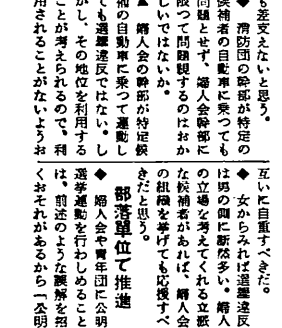 も差支えないと思う。
◆　消防団の幹部が特定の
候補者の自動車に乗つても
問題とせず、婦人会幹部に
限つて問題視するのはおか
しいではないか。
▲　婦人会の幹部が特定候
補の自動車に乗つて運動し
ても選挙違反ではない。し
かし、その地位を利用する
ことが考えられるので、利
用されることがないようお
互いに自重すべきだ。
◆　女からみれば選挙違反
は男の側に断然多い。婦人
の立場を考えてくれる立派
な候補者があれば、婦人会
の組織を挙げても応援すべ
きだと思う。
部落単位で推進
◆　婦人会や青年団に公明
選挙運動を行わしめること
は、前述のような誤解を招
くおそれがあるから「公明